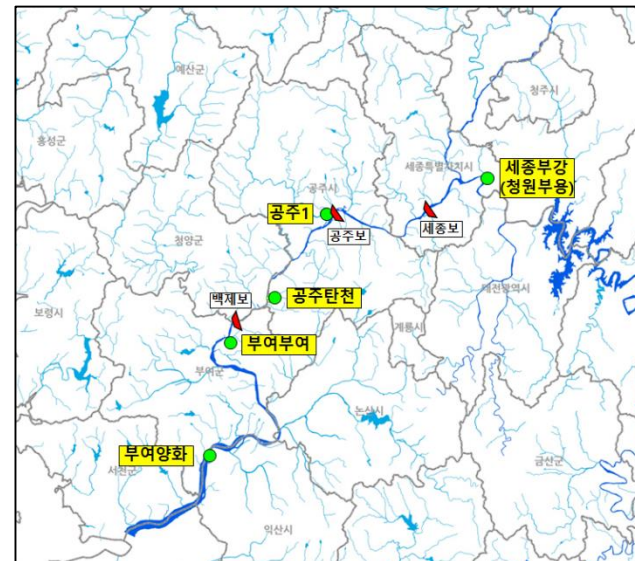 예산군
청주시
홍성군
세종특별자치시
세종부강
(청원부용)
공주시
공주1
공주보
세종보
청양군
공주탄천
대전광역시
백제보
보령시
계룡시
부여부여
부여군
논산시
부여양화
서천군
금산군
익산시